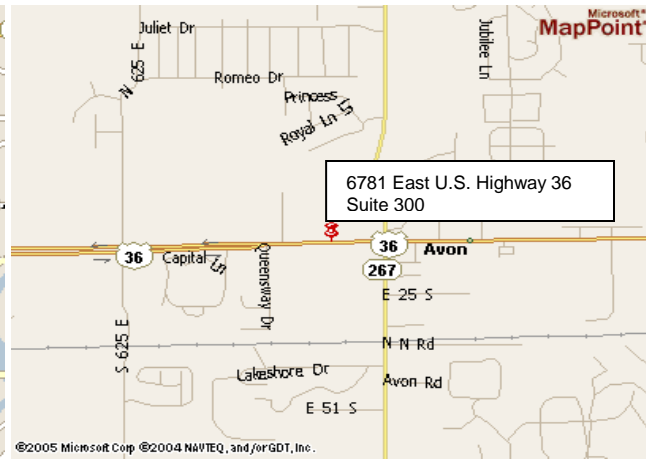 Microsoft®
MapPoint®
Juliet Dr
Jubilee Ln
N 625 E
Romeo Dr
Princess Ln
Royal Ln
6781 East U.S. Highway 36
Suite 300
36
36
Avon
Capital Ln
Queensway Dr
267
E 25 S
S 625 E
N N Rd
Lakeshore Dr
Avon Rd
E 51 S
©2005 Microsoft Corp ©2004 NAVTEQ, and/or GDT, Inc.